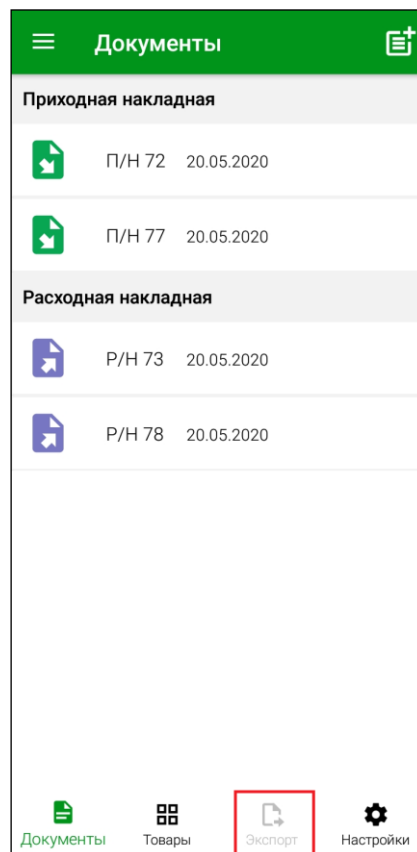 Документы
Приходная накладная
П/Н 72 20.05.2020
П/Н 77 20.05.2020
Расходная накладная
Р/Н 73 20.05.2020
Р/Н 78 20.05.2020
Документы Товары Экспорт Настройки